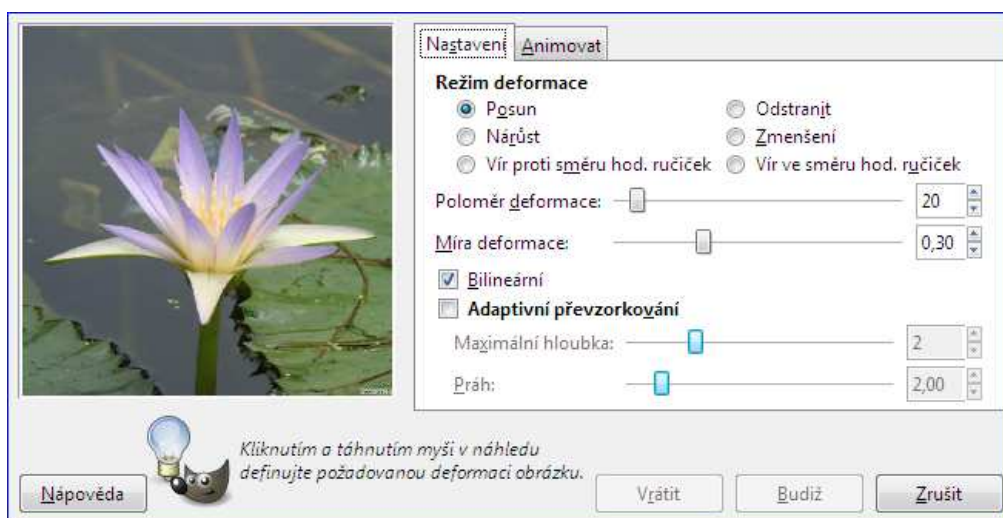 Nastavení Animovat
Režim deformace
Posun Odstranit
Nárůst Zmenšení
Vír proti směru hod. ručiček Vír ve směru hod. ručiček
Poloměr deformace: 20
Míra deformace: 0,30
Bilineární
Adaptivní převzorkování
Maximální hloubka: 2
Práh: 2,00
Kliknutím a táhnutím myši v náhledu
definujte požadovanou deformaci obrázku.
Nápověda Vrátit Budiž Zrušit